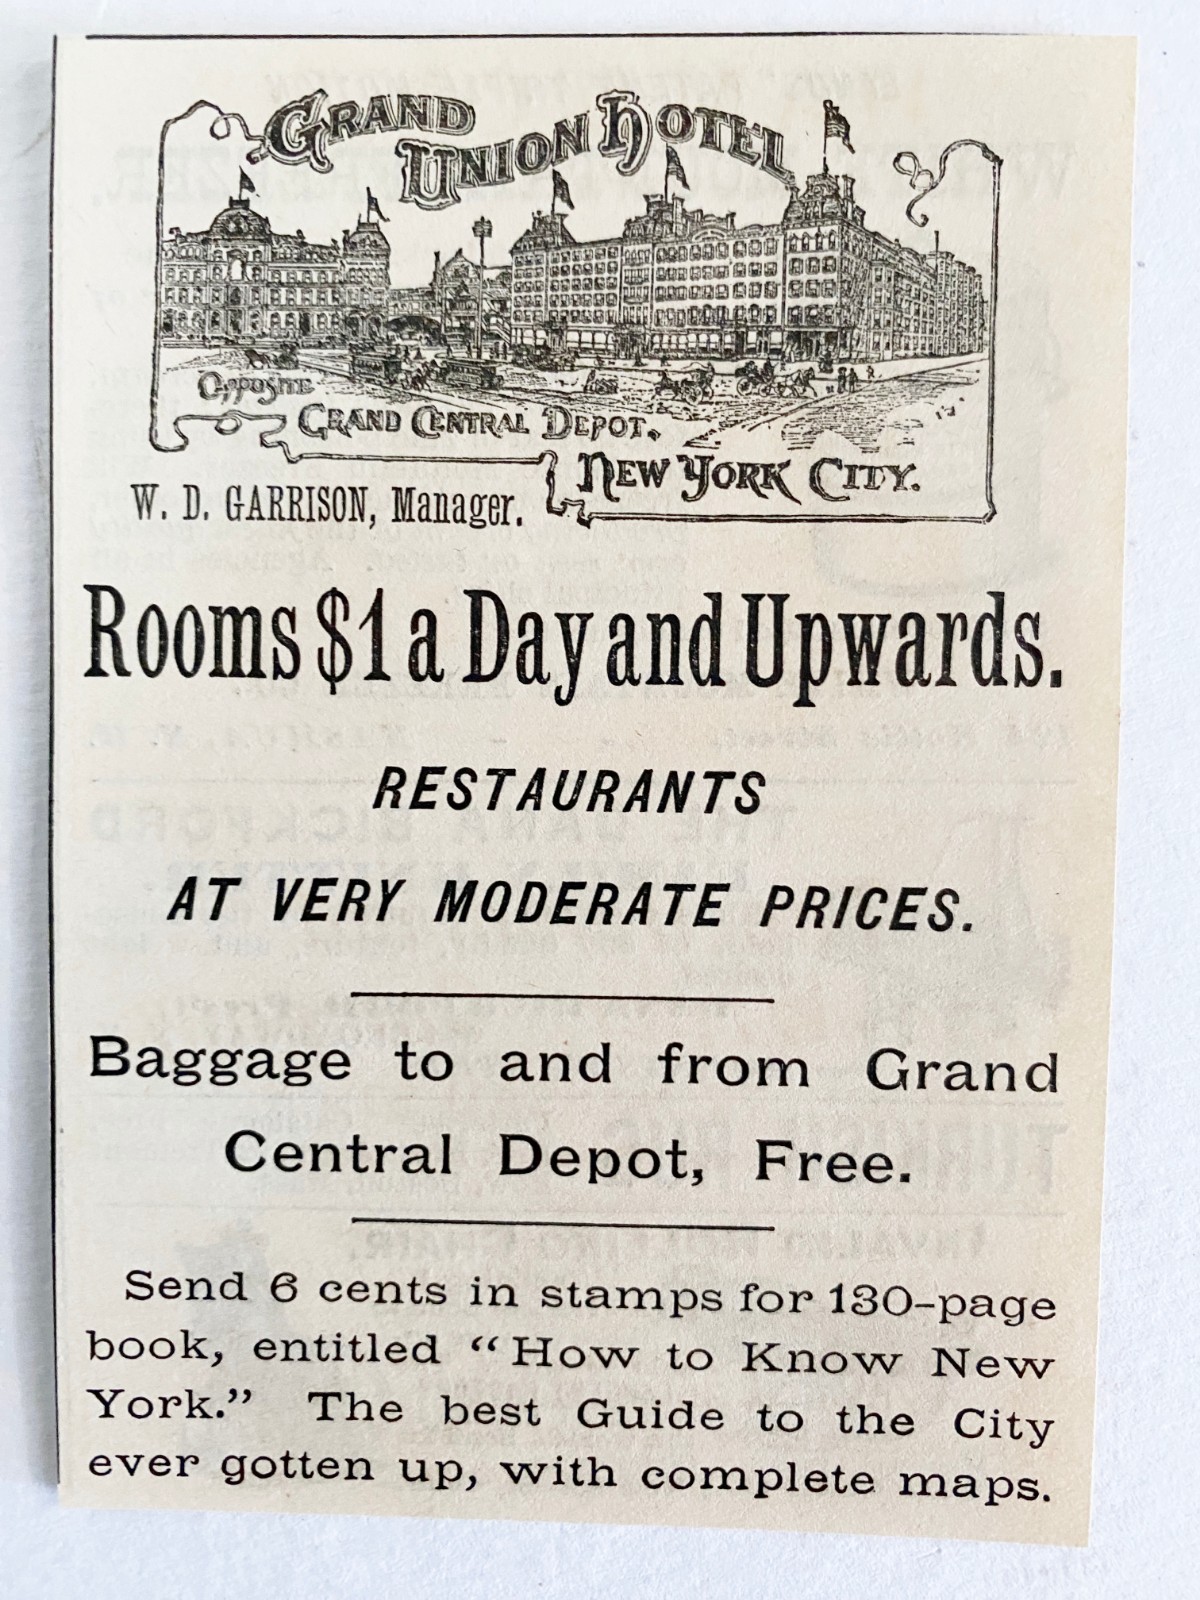 GRAND
UNION HOTEL
OPPOSITE
GRAND CENTRAL DEPOT.
NEW YORK CITY.
W. D. GARRISON, Manager.
Rooms $1 a Day and Upwards.
RESTAURANTS
AT VERY MODERATE PRICES.
Baggage to and from Grand
Central Depot, Free.
Send 6 cents in stamps for 130-page
book, entitled “How to Know New
York.” The best Guide to the City
ever gotten up, with complete maps.